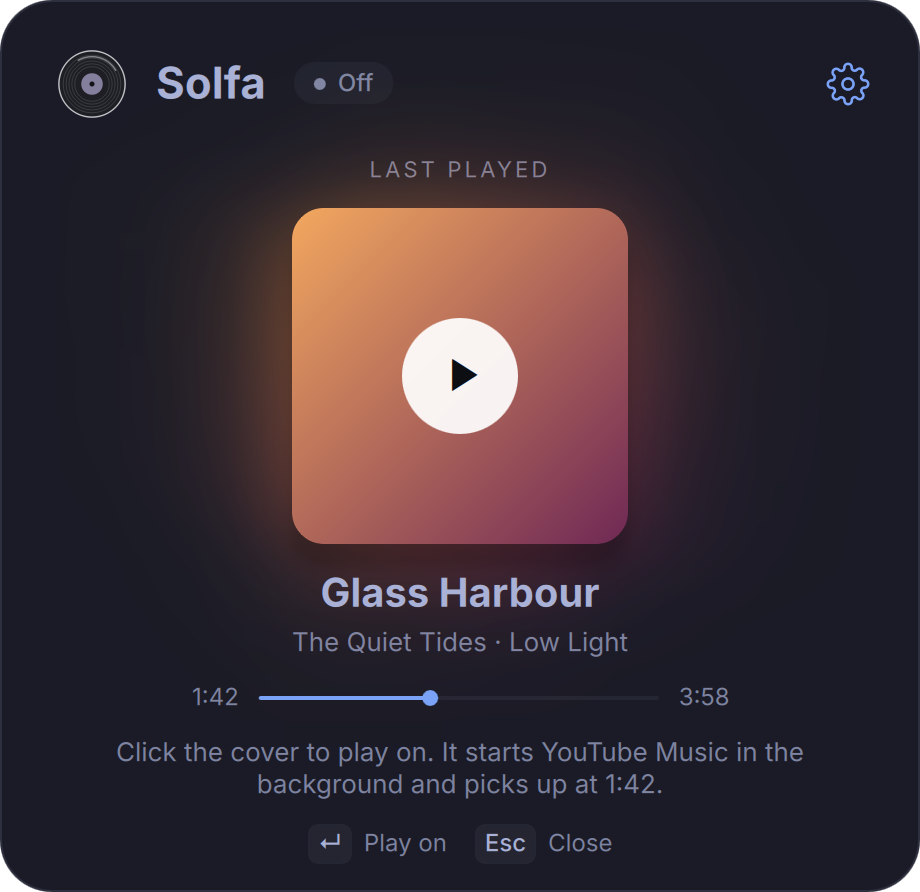 Solfa
Off
LAST PLAYED
Glass Harbour
The Quiet Tides · Low Light
1:42
3:58
Click the cover to play on. It starts YouTube Music in the
background and picks up at 1:42.
↵ Play on Esc Close